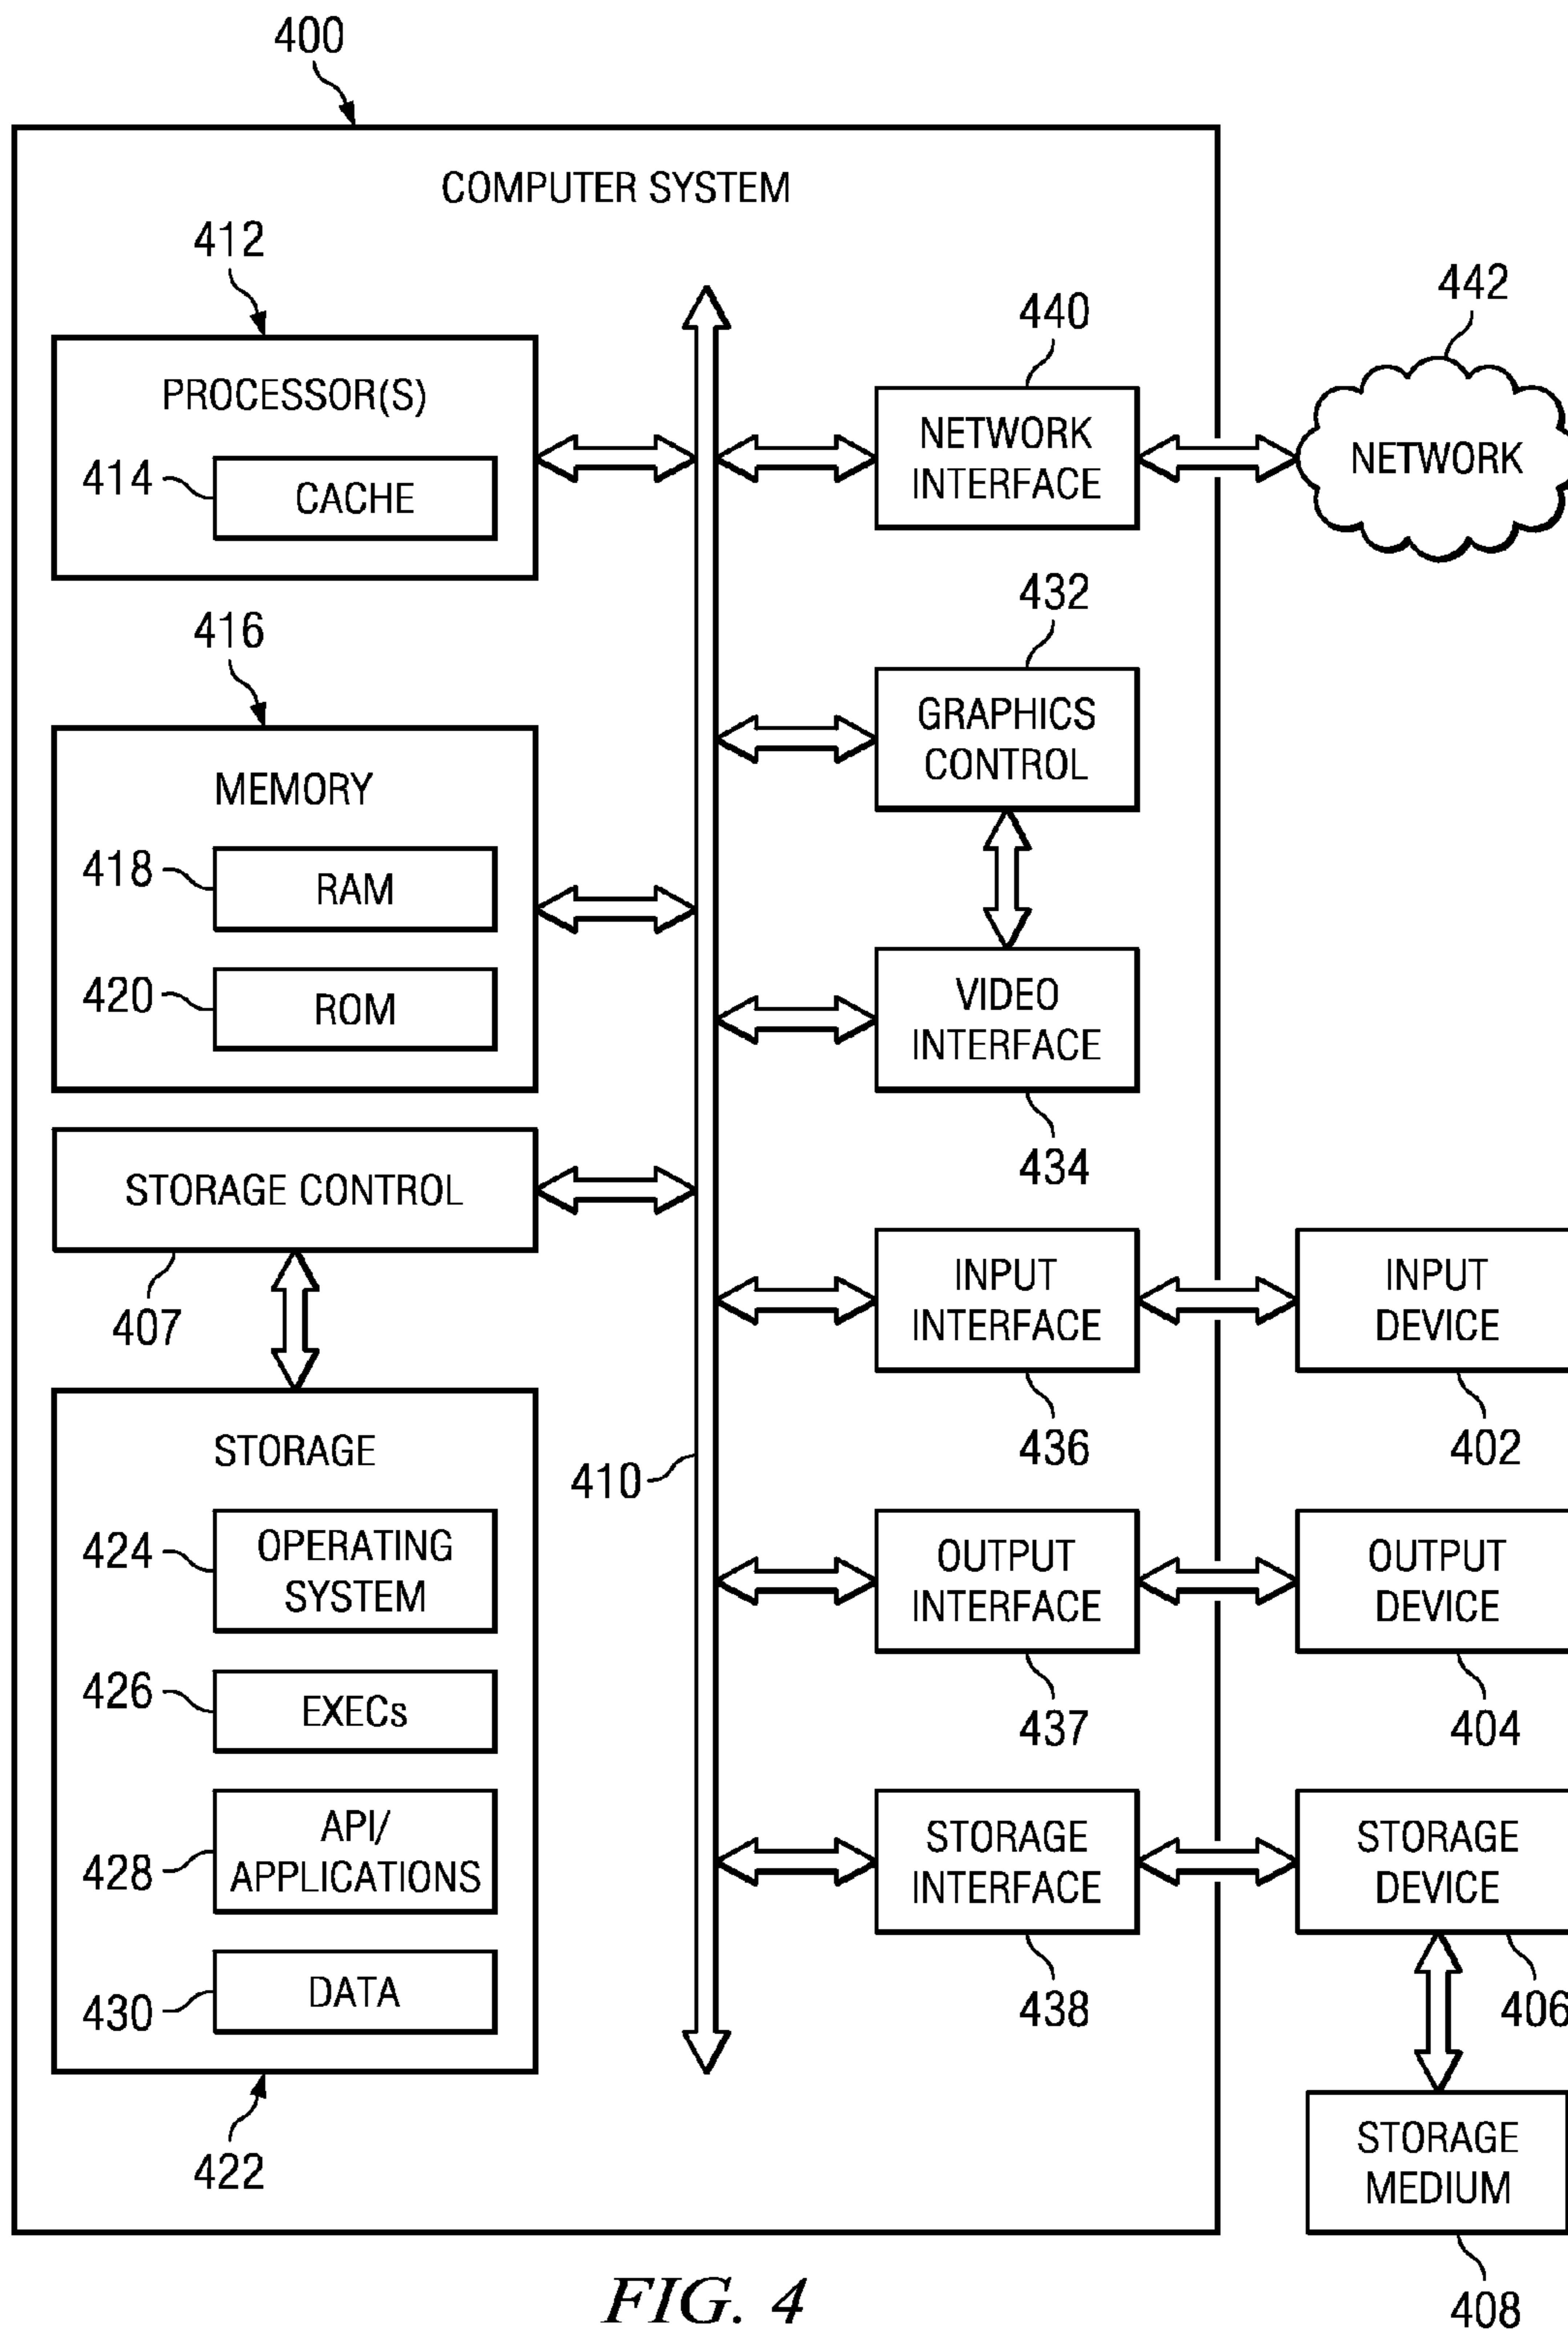 400
COMPUTER SYSTEM
412
PROCESSOR(S)
414
CACHE
416
MEMORY
418
RAM
420
ROM
STORAGE CONTROL
407
STORAGE
424
OPERATING
SYSTEM
426
EXECs
428
API/
APPLICATIONS
430
DATA
422
410
440
NETWORK
INTERFACE
442
NETWORK
432
GRAPHICS
CONTROL
VIDEO
INTERFACE
434
INPUT
INTERFACE
436
INPUT
DEVICE
402
OUTPUT
INTERFACE
437
OUTPUT
DEVICE
404
STORAGE
INTERFACE
438
STORAGE
DEVICE
406
STORAGE
MEDIUM
408
FIG. 4